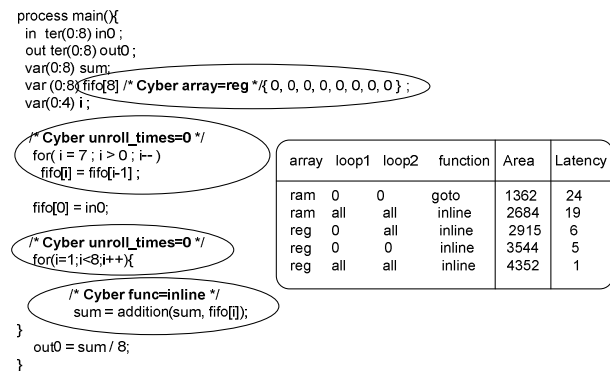 process main(){
in ter(0:8) in0 ;
out ter(0:8) out0 ;
var(0:8) sum;
var (0:8) fifo[8] /* Cyber array=reg */{ 0, 0, 0, 0, 0, 0, 0, 0 } ;
var(0:4) i ;
/* Cyber unroll_times=0 */
for( i = 7 ; i > 0 ; i-- )
fifo[i] = fifo[i-1] ;
fifo[0] = in0;
/* Cyber unroll_times=0 */
for(i=1;i<8;i++){
/* Cyber func=inline */
sum = addition(sum, fifo[i]);
}
out0 = sum / 8;
}
array loop1 loop2 function Area Latency
ram 0 0 goto 1362 24
ram all all inline 2684 19
reg 0 all inline 2915 6
reg 0 0 inline 3544 5
reg all all inline 4352 1